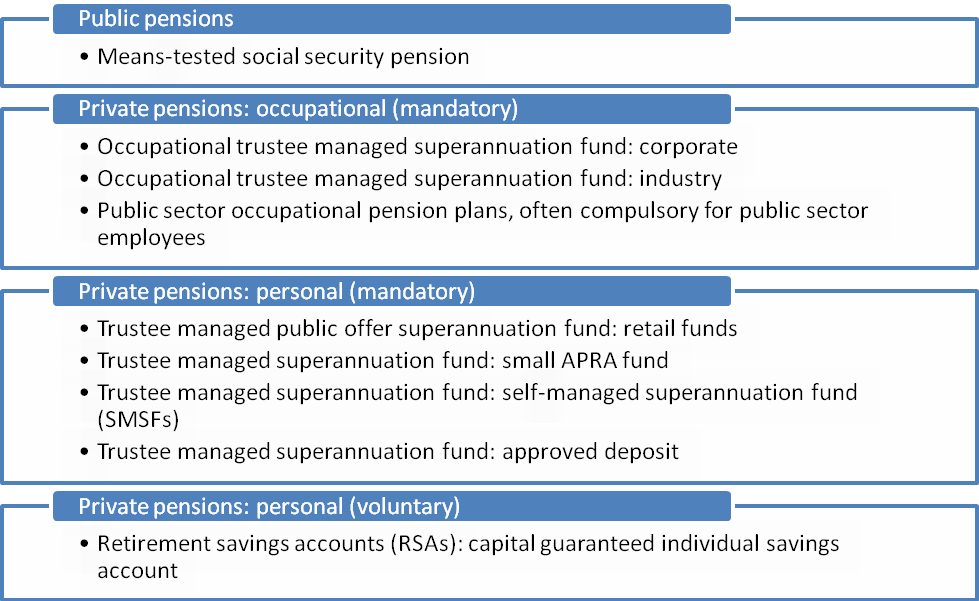 Public pensions
• Means-tested social security pension
Private pensions: occupational (mandatory)
• Occupational trustee managed superannuation fund: corporate
• Occupational trustee managed superannuation fund: industry
• Public sector occupational pension plans, often compulsory for public sector
employees
Private pensions: personal (mandatory)
• Trustee managed public offer superannuation fund: retail funds
• Trustee managed superannuation fund: small APRA fund
• Trustee managed superannuation fund: self-managed superannuation fund
(SMSFs)
• Trustee managed superannuation fund: approved deposit
Private pensions: personal (voluntary)
• Retirement savings accounts (RSAs): capital guaranteed individual savings
account